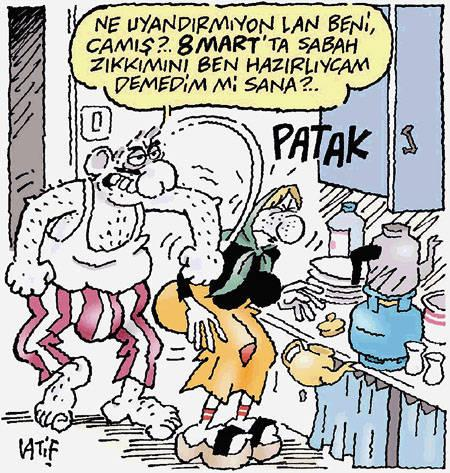 NE UYANDIRMIYON LAN BENİ,
CAMIŞ?. 8 MART'TA SABAH
ZIKKIMINI BEN HAZIRLIYCAM
DEMEDİM Mİ SANA?..
PATAK
LATİF